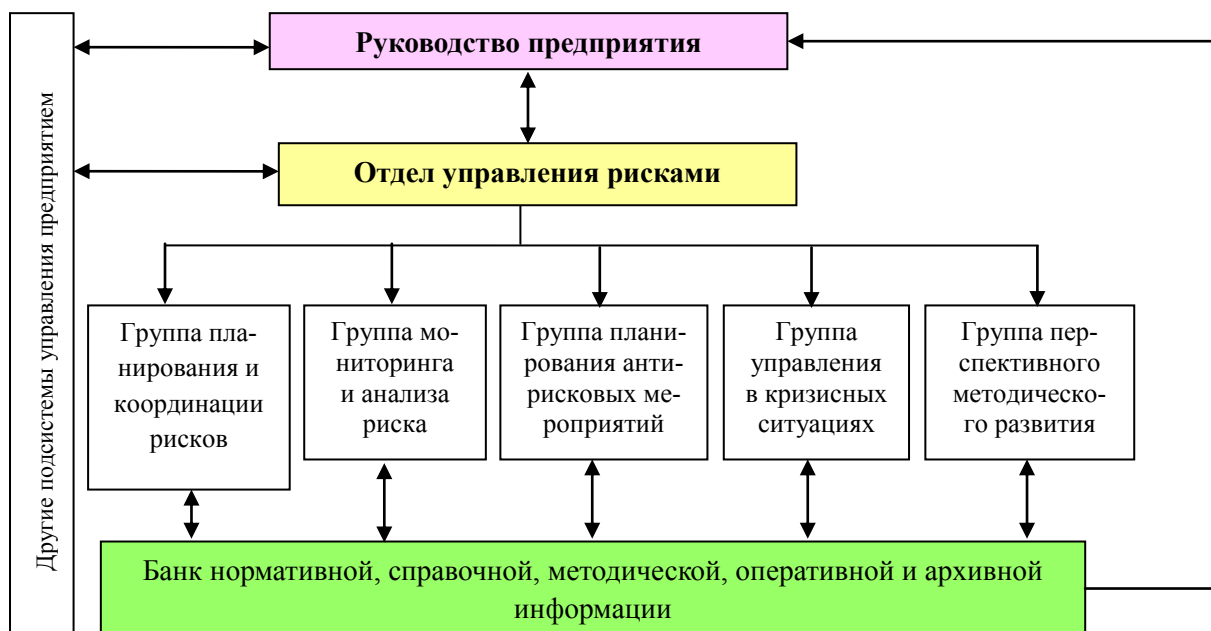 Другие подсистемы управления предприятием
Руководство предприятия
Отдел управления рисками
Группа пла-
нирования и
координации
рисков
Группа мо-
ниторинга
и анализа
риска
Группа плани-
рования анти-
рисковых ме-
роприятий
Группа
управления
в кризисных
ситуациях
Группа пер-
спективного
методическо-
го развития
Банк нормативной, справочной, методической, оперативной и архивной
информации